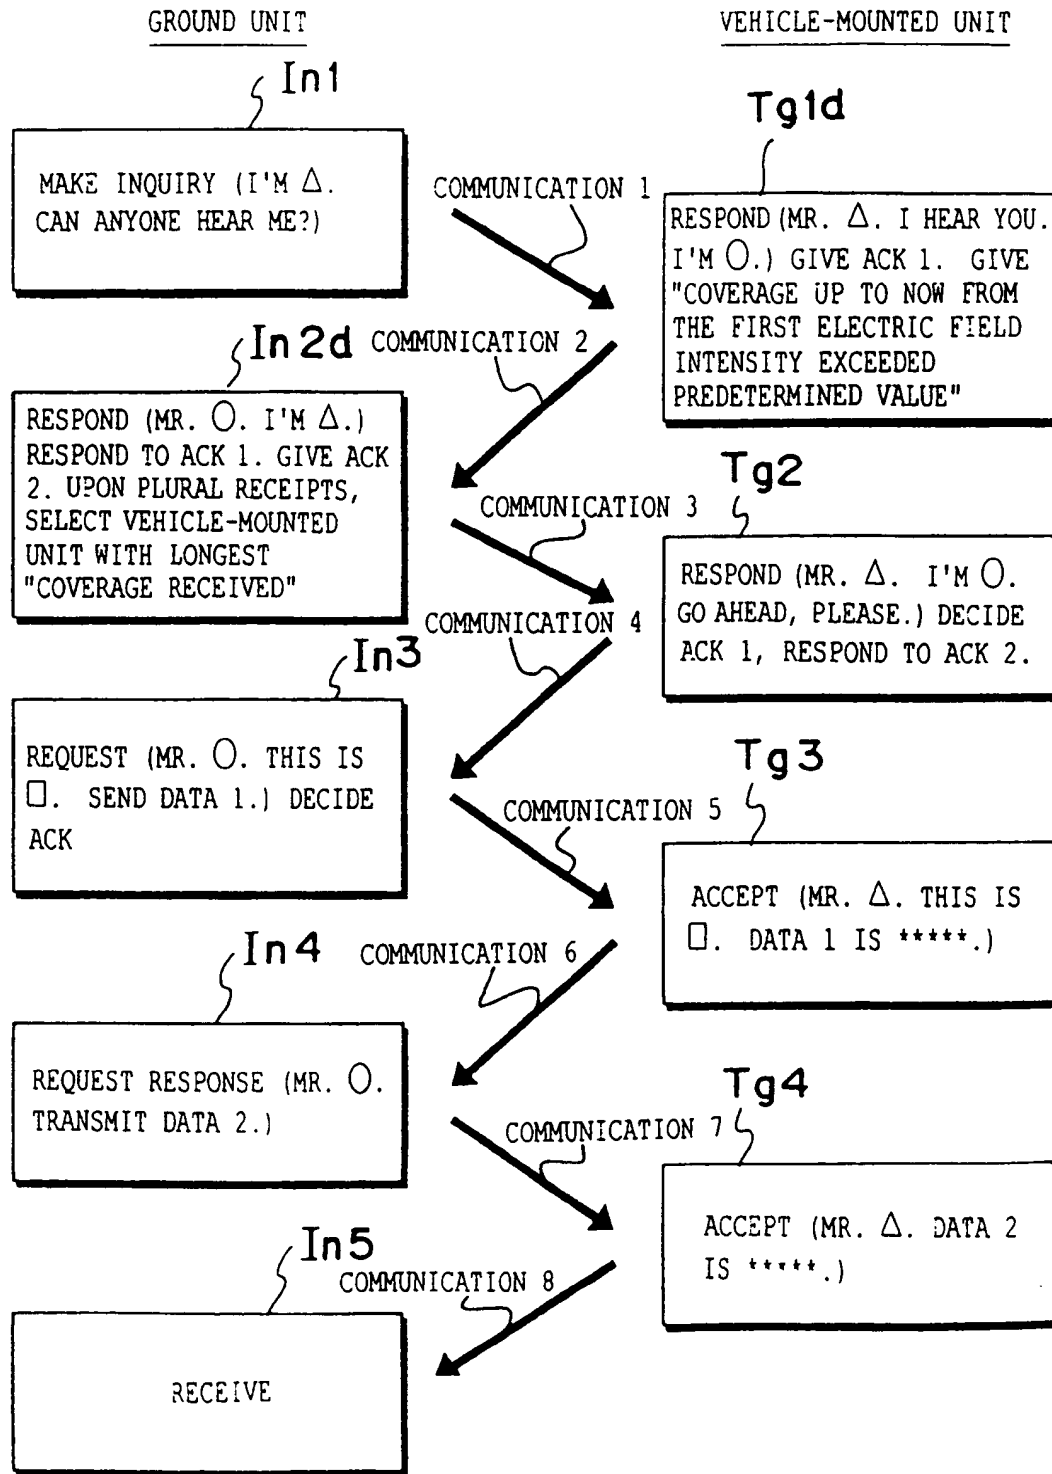 GROUND UNIT
VEHICLE-MOUNTED UNIT
In1
MAKE INQUIRY (I'M △.
CAN ANYONE HEAR ME?)
COMMUNICATION 1
Tg1d
RESPOND (MR. △. I HEAR YOU.
I'M ○.) GIVE ACK 1. GIVE
"COVERAGE UP TO NOW FROM
THE FIRST ELECTRIC FIELD
INTENSITY EXCEEDED
PREDETERMINED VALUE"
COMMUNICATION 2
In2d
RESPOND (MR. ○. I'M △.)
RESPOND TO ACK 1. GIVE ACK
2. UPON PLURAL RECEIPTS,
SELECT VEHICLE-MOUNTED
UNIT WITH LONGEST
"COVERAGE RECEIVED"
COMMUNICATION 3
Tg2
RESPOND (MR. △. I'M ○.
GO AHEAD, PLEASE.) DECIDE
ACK 1, RESPOND TO ACK 2.
COMMUNICATION 4
In3
REQUEST (MR. ○. THIS IS
□. SEND DATA 1.) DECIDE
ACK
COMMUNICATION 5
Tg3
ACCEPT (MR. △. THIS IS
□. DATA 1 IS *****.)
COMMUNICATION 6
In4
REQUEST RESPONSE (MR. ○.
TRANSMIT DATA 2.)
COMMUNICATION 7
Tg4
ACCEPT (MR. △. DATA 2
IS *****.)
COMMUNICATION 8
In5
RECEIVE